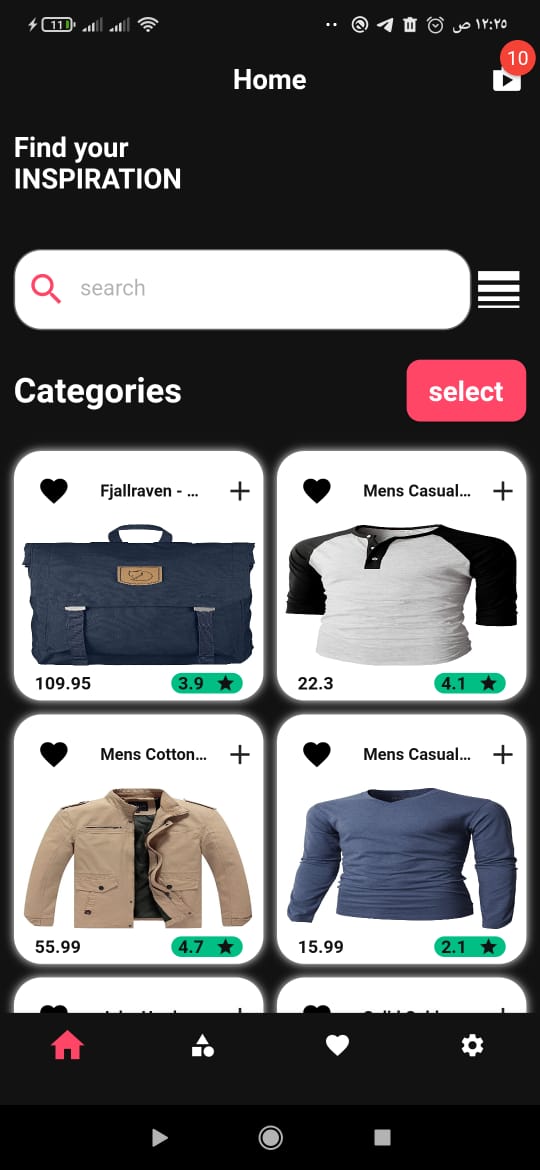 11
١٢:٢٥ ص
Home
10
Find your
INSPIRATION
search
Categories
select
Fjallraven - ...
109.95
3.9
Mens Casual...
22.3
4.1
Mens Cotton...
55.99
4.7
Mens Casual...
15.99
2.1